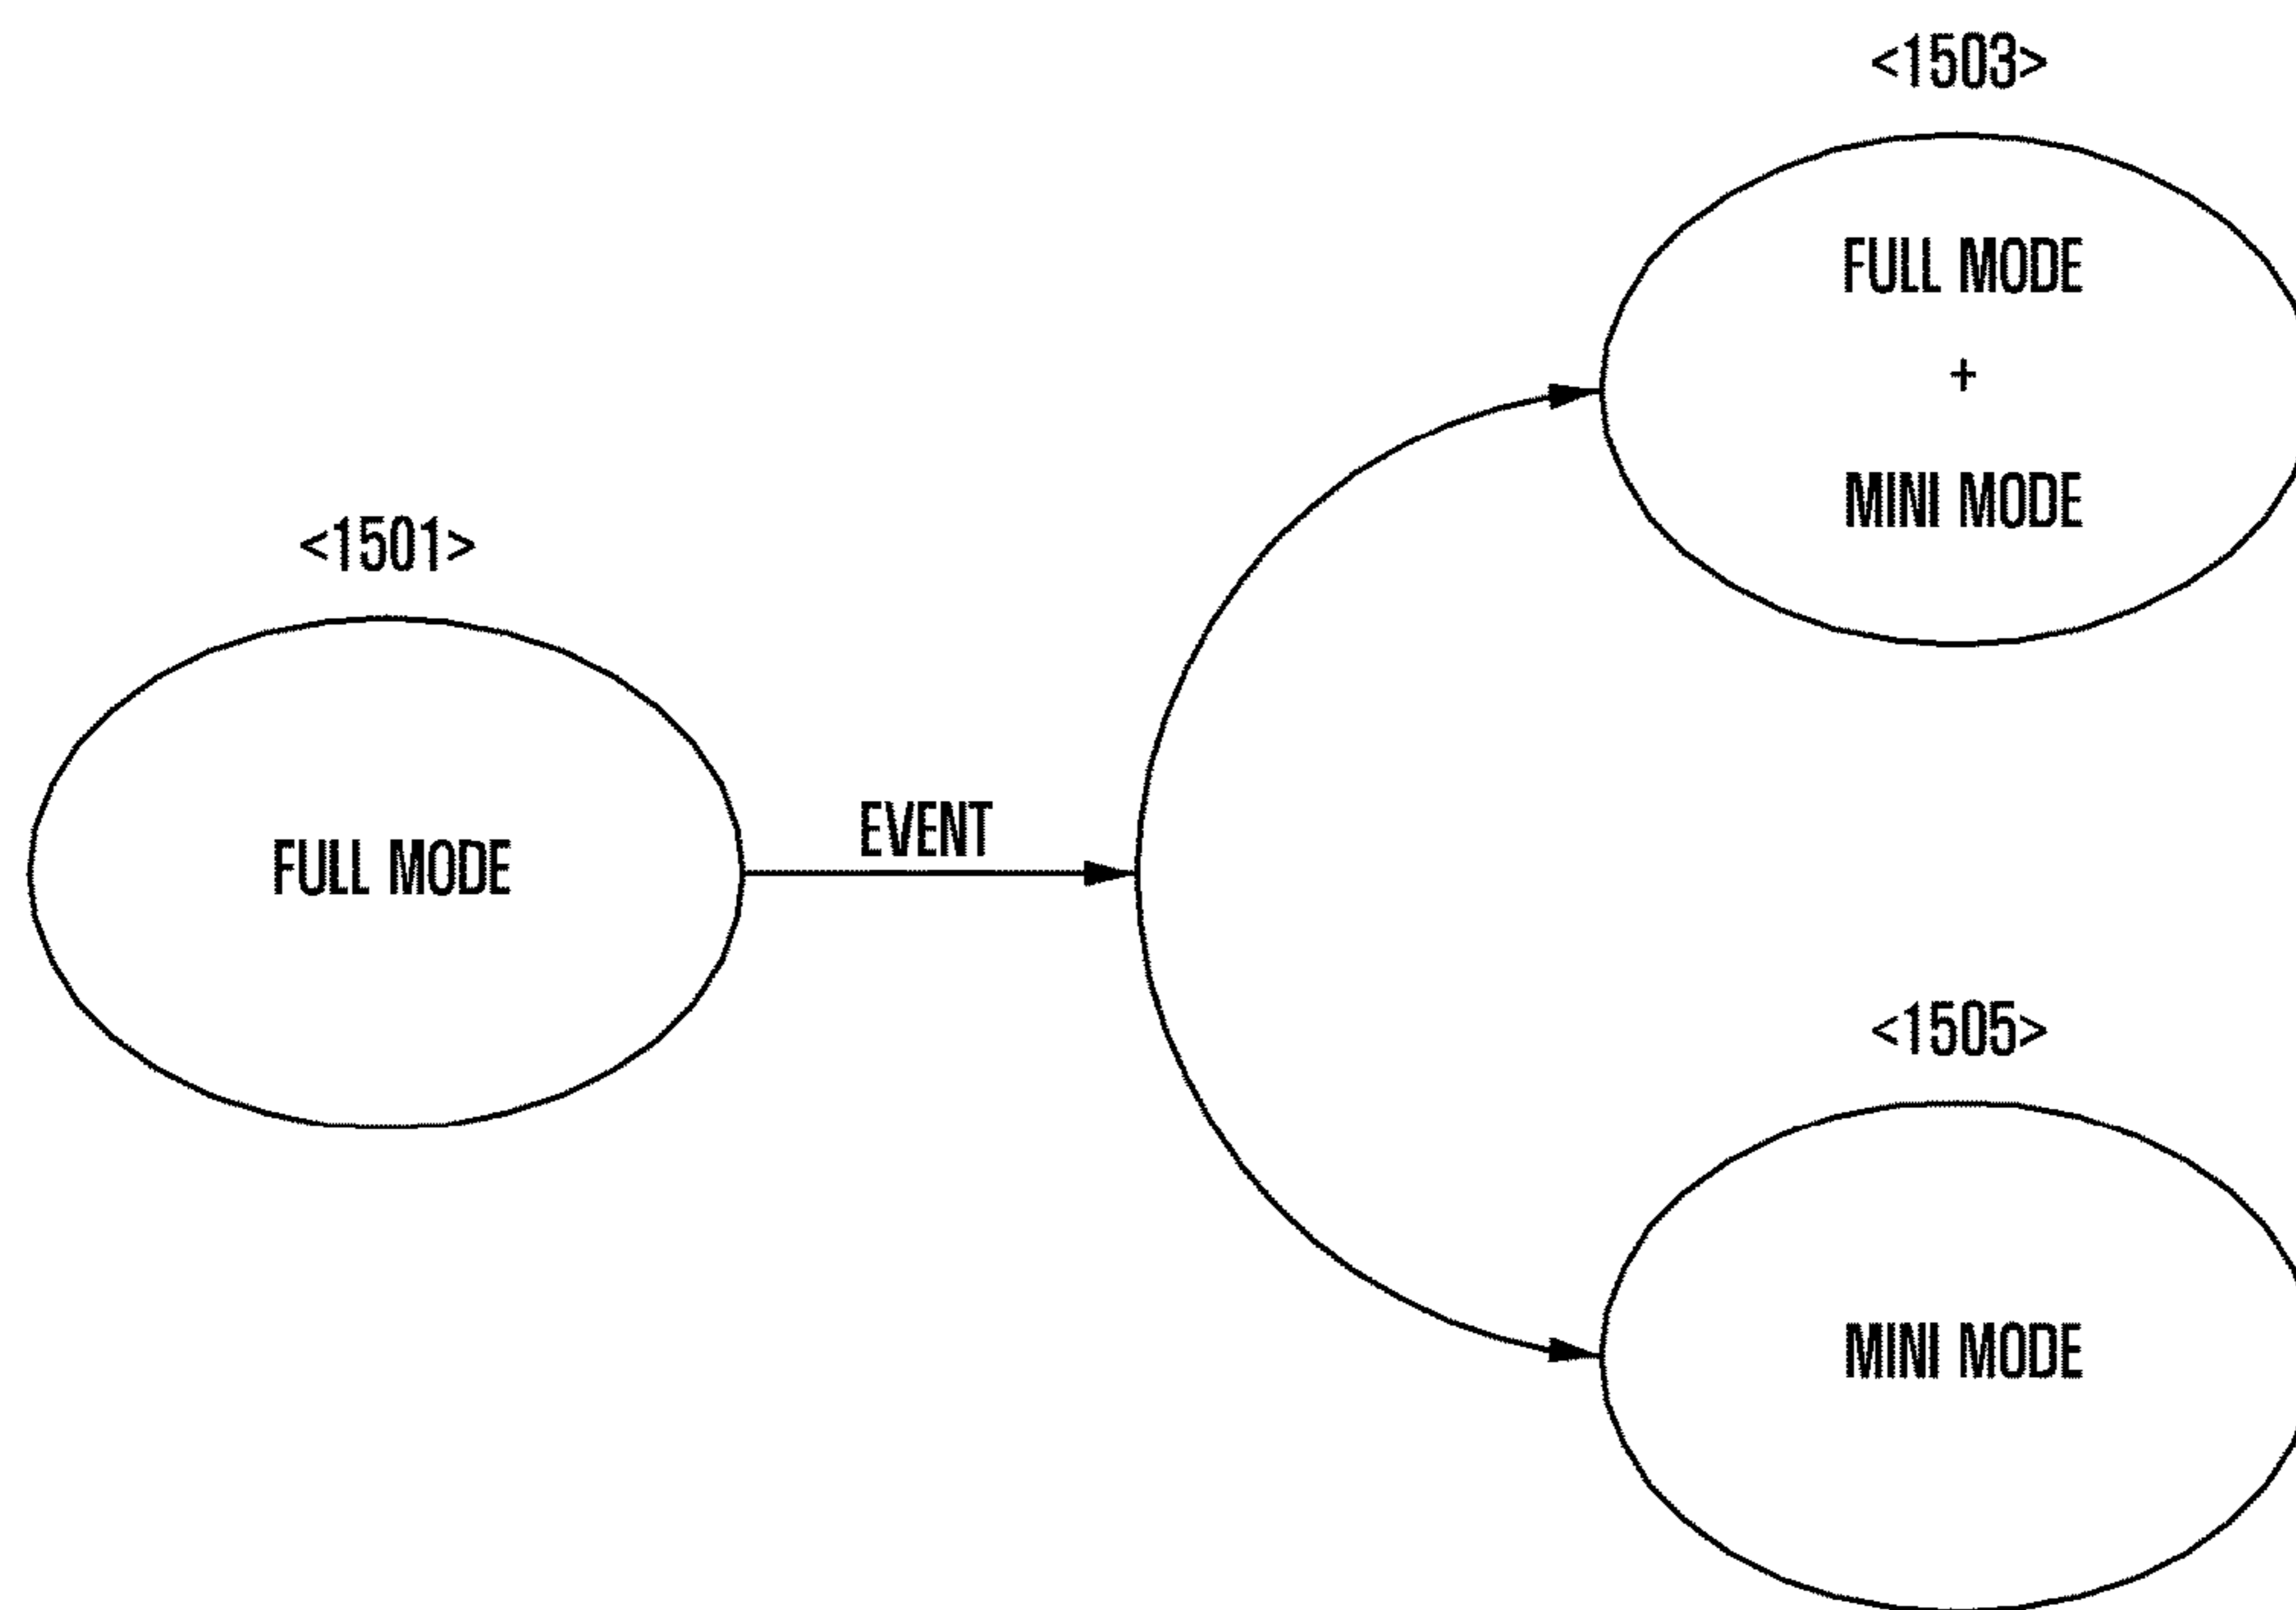 <1503>
FULL MODE
+
MINI MODE
<1501>
FULL MODE
EVENT
<1505>
MINI MODE